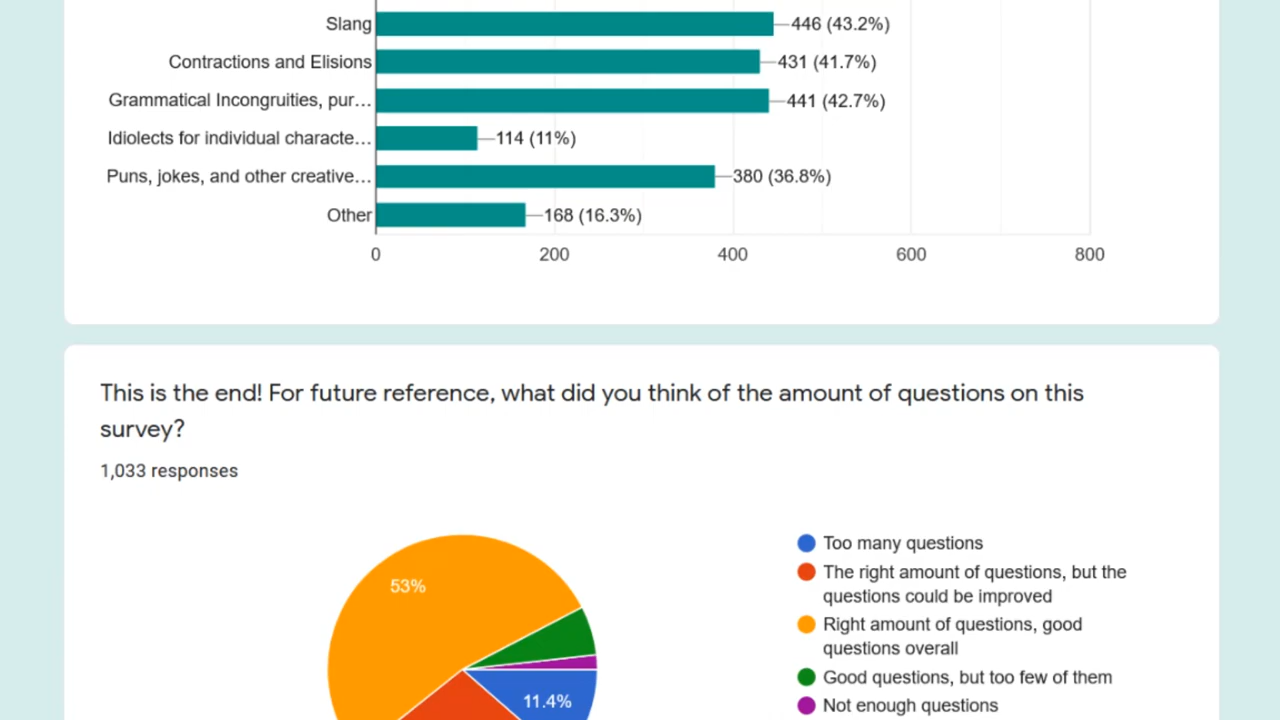 Slang
446 (43.2%)
Contractions and Elisions
431 (41.7%)
Grammatical Incongruities, pur...
441 (42.7%)
Idiolects for individual characte...
114 (11%)
Puns, jokes, and other creative...
380 (36.8%)
Other
168 (16.3%)
0 200 400 600 800
This is the end! For future reference, what did you think of the amount of questions on this
survey?
1,033 responses
53%
11.4%
Too many questions
The right amount of questions, but the
questions could be improved
Right amount of questions, good
questions overall
Good questions, but too few of them
Not enough questions